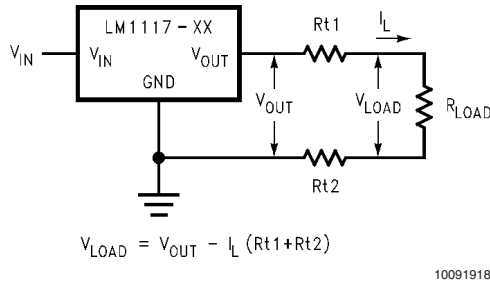 LM1117-XX
Rt1
I_L
V_IN
V_IN
V_OUT
GND
V_OUT
V_LOAD
R_LOAD
Rt2
V_LOAD = V_OUT - I_L (Rt1+Rt2)
10091918